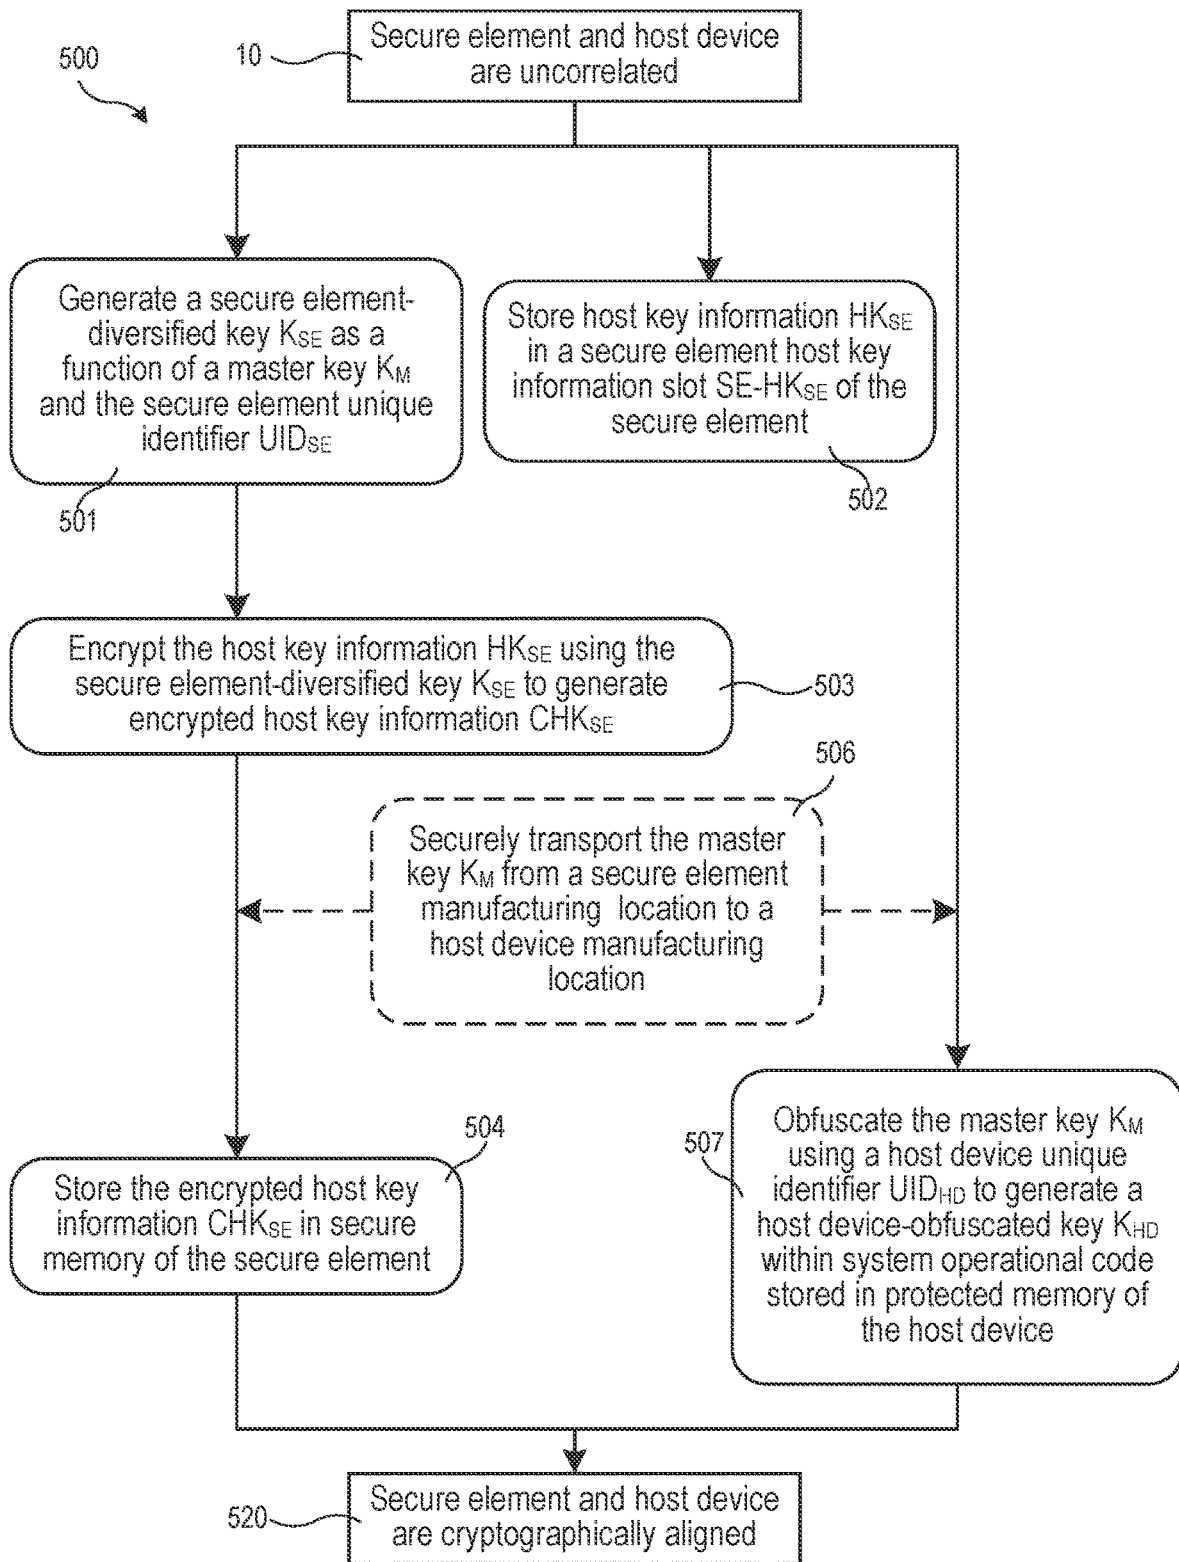 500
10
Secure element and host device
are uncorrelated
Generate a secure element-
diversified key KSE as a
function of a master key KM
and the secure element unique
identifier UIDSE
501
Store host key information HKSE
in a secure element host key
information slot SE-HKSE of the
secure element
502
Encrypt the host key information HKSE using the
secure element-diversified key KSE to generate
encrypted host key information CHKSE
503
506
Securely transport the master
key KM from a secure element
manufacturing location to a
host device manufacturing
location
504
Store the encrypted host key
information CHKSE in secure
memory of the secure element
507
Obfuscate the master key KM
using a host device unique
identifier UIDHD to generate a
host device-obfuscated key KHD
within system operational code
stored in protected memory of
the host device
520
Secure element and host device
are cryptographically aligned